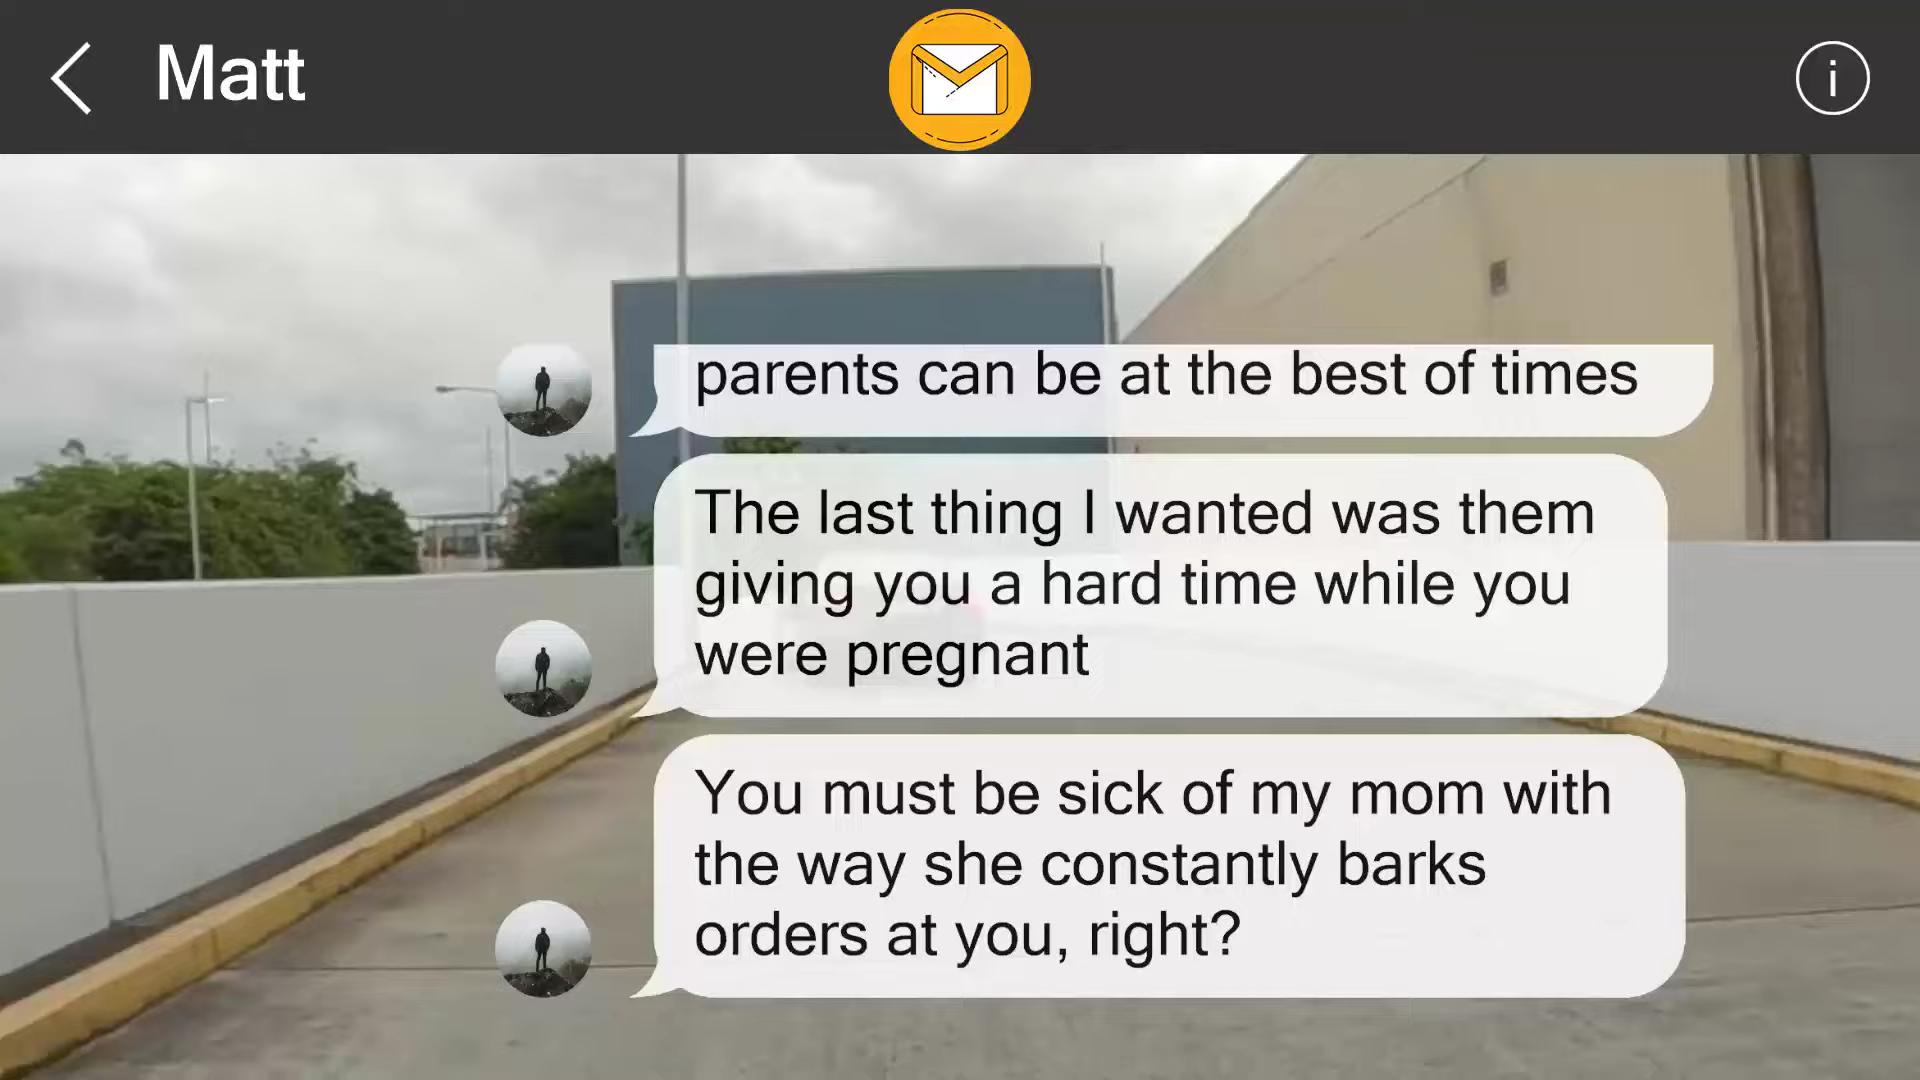 Matt
i
parents can be at the best of times
The last thing I wanted was them
giving you a hard time while you
were pregnant
You must be sick of my mom with
the way she constantly barks
orders at you, right?